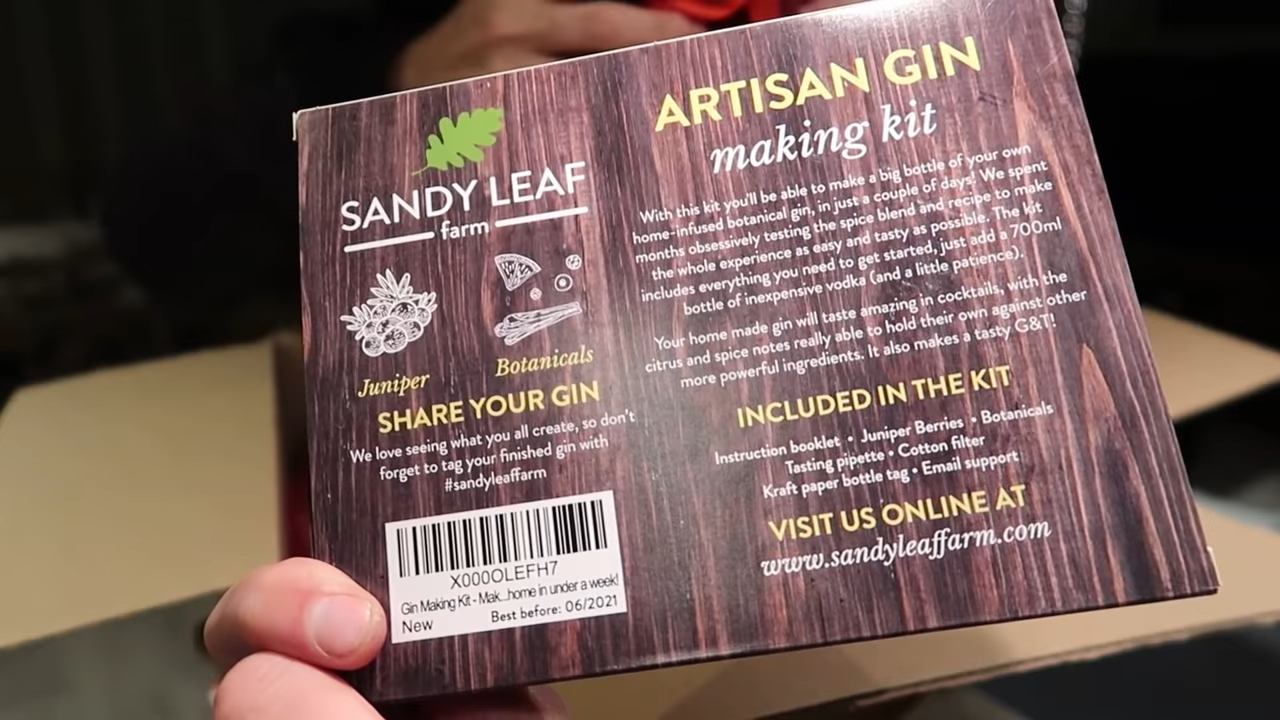 SANDY LEAF
farm
Juniper
Botanicals
SHARE YOUR GIN
We love seeing what you all create, so don't
forget to tag your finished gin with
#sandyleaffarm
X000OLEFH7
Gin Making Kit - Mak...home in under a week!
New
Best before: 06/2021
ARTISAN GIN
making kit
With this kit you'll be able to make a big bottle of your own
home-infused botanical gin, in just a couple of days! We spent
months obsessively testing the spice blend and recipe to make
the whole experience as easy and tasty as possible. The kit
includes everything you need to get started, just add a 700ml
bottle of inexpensive vodka (and a little patience).
Your home made gin will taste amazing in cocktails, with the
citrus and spice notes really able to hold their own against other
more powerful ingredients. It also makes a tasty G&T!
INCLUDED IN THE KIT
Instruction booklet • Juniper Berries • Botanicals
Tasting pipette • Cotton filter
Kraft paper bottle tag • Email support
VISIT US ONLINE AT
www.sandyleaffarm.com